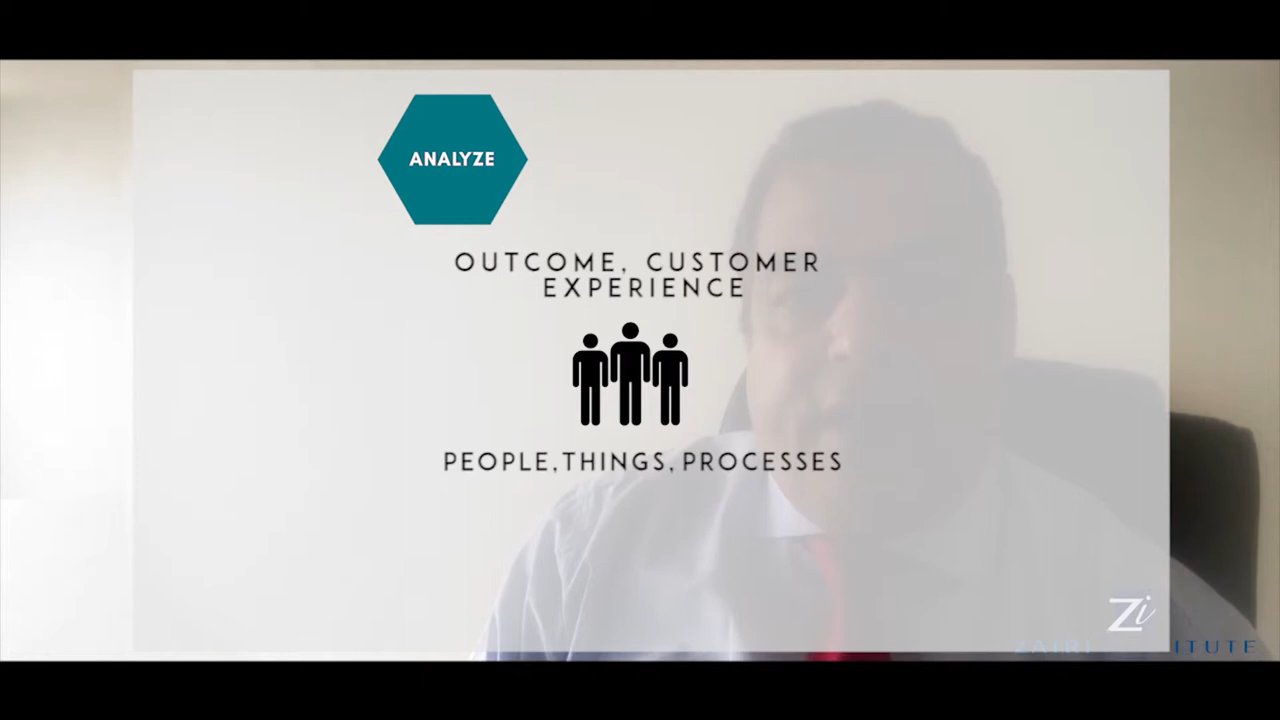 ANALYZE
OUTCOME, CUSTOMER
EXPERIENCE
PEOPLE, THINGS, PROCESSES
Zi